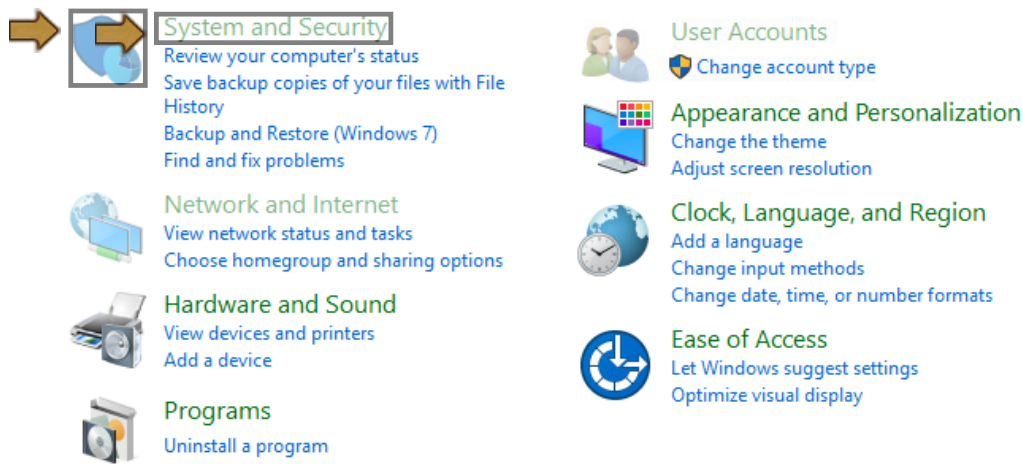 System and Security
Review your computer's status
Save backup copies of your files with File
History
Backup and Restore (Windows 7)
Find and fix problems
Network and Internet
View network status and tasks
Choose homegroup and sharing options
Hardware and Sound
View devices and printers
Add a device
Programs
Uninstall a program
User Accounts
Change account type
Appearance and Personalization
Change the theme
Adjust screen resolution
Clock, Language, and Region
Add a language
Change input methods
Change date, time, or number formats
Ease of Access
Let Windows suggest settings
Optimize visual display